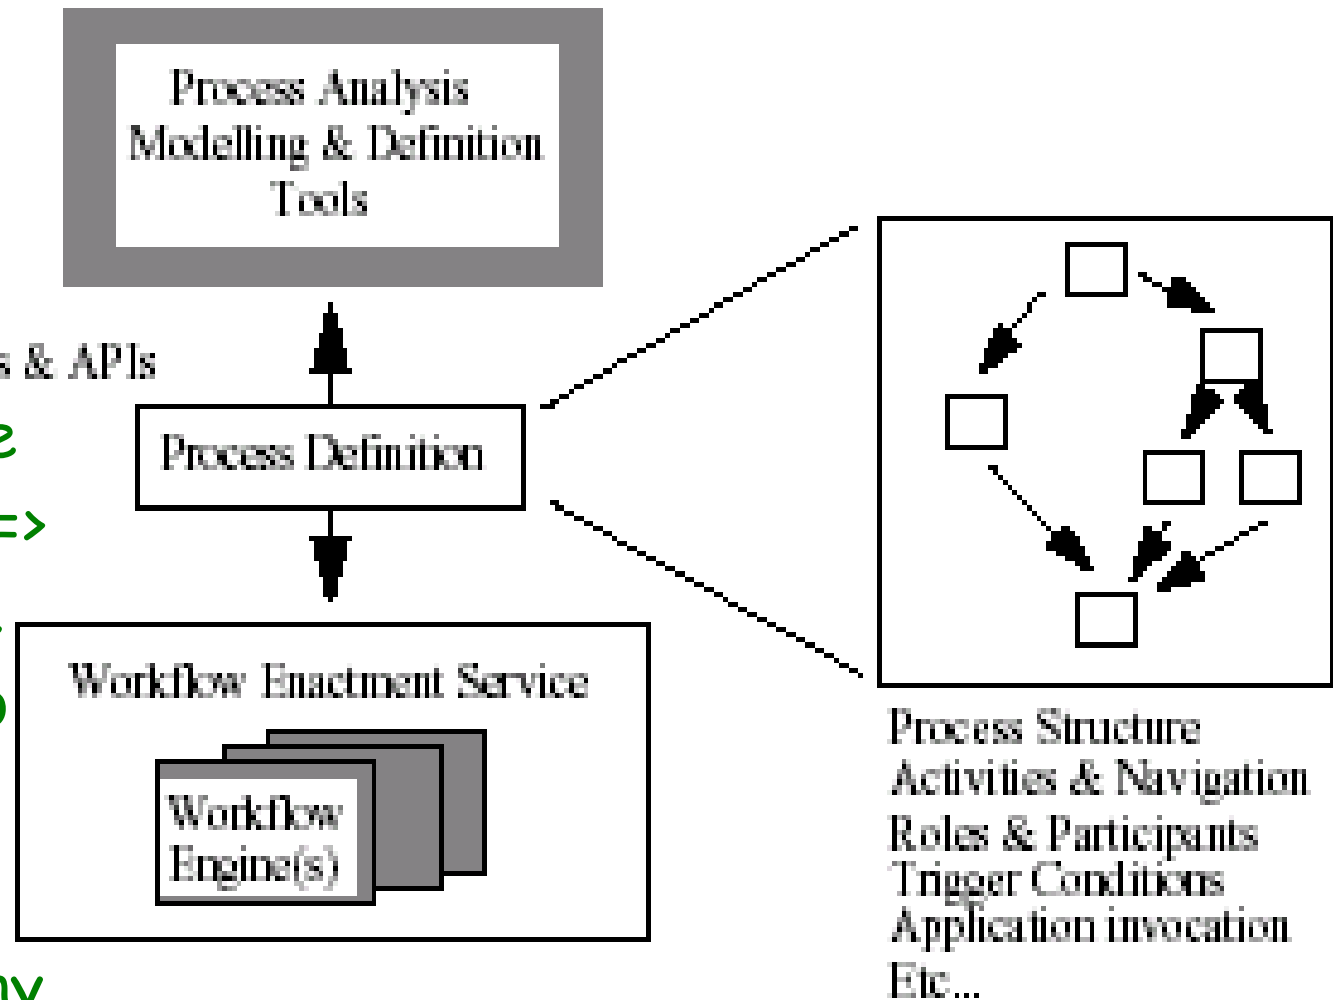 Process Analysis
Modelling & Definition
Tools
& APIs
Process Definition
=>
Workflow Enactment Service
Workflow
Engine(s)
Process Structure
Activities & Navigation
Roles & Participants
Trigger Conditions
Application invocation
Etc...